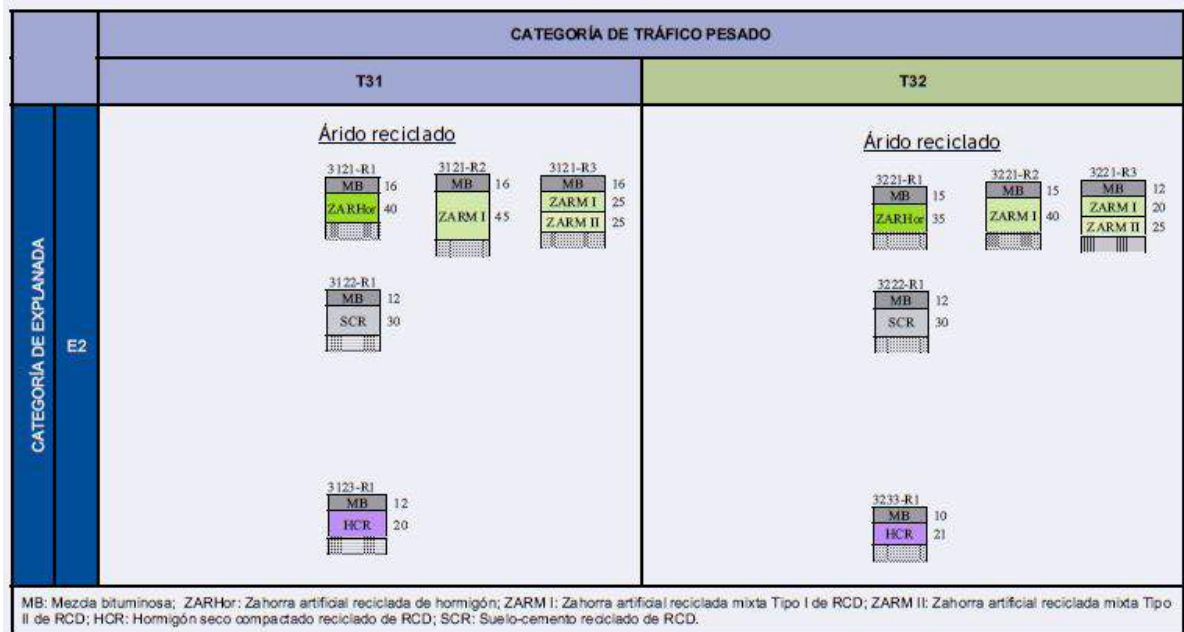 CATEGORÍA DE TRÁFICO PESADO
T31
T32
CATEGORÍA DE EXPLANADA
E2
Árido reciclado
3121-R1
MB 16
ZARHor 40
3121-R2
MB 16
ZARM I 45
3121-R3
MB 16
ZARM I 25
ZARM II 25
3122-R1
MB 12
SCR 30
3123-R1
MB 12
HCR 20
Árido reciclado
3221-R1
MB 15
ZARHor 35
3221-R2
MB 15
ZARM I 40
3221-R3
MB 12
ZARM I 20
ZARM II 25
3222-R1
MB 12
SCR 30
3233-R1
MB 10
HCR 21
MB: Mezcla bituminosa; ZARHor: Zahorra artificial reciclada de hormigón; ZARM I: Zahorra artificial reciclada mixta Tipo I de RCD; ZARM II: Zahorra artificial reciclada mixta Tipo
II de RCD; HCR: Hormigón seco compactado reciclado de RCD; SCR: Suelo-cemento reciclado de RCD.